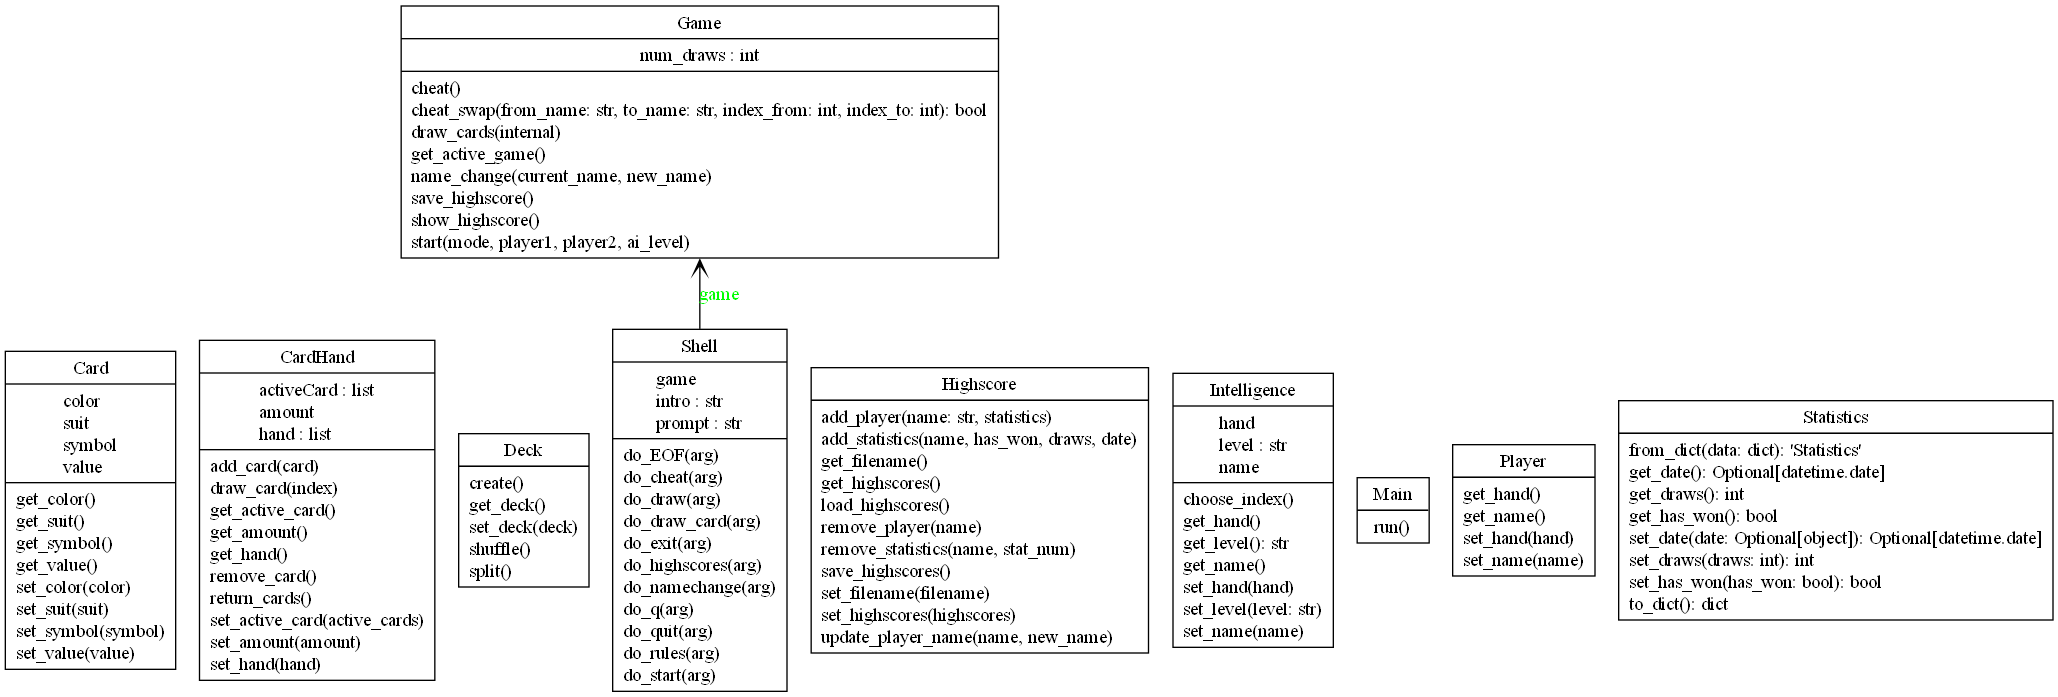 Game
num_draws : int
cheat()
cheat_swap(from_name: str, to_name: str, index_from: int, index_to: int): bool
draw_cards(internal)
get_active_game()
name_change(current_name, new_name)
save_highscore()
show_highscore()
start(mode, player1, player2, ai_level)
game
Card
color
suit
symbol
value
get_color()
get_suit()
get_symbol()
get_value()
set_color(color)
set_suit(suit)
set_symbol(symbol)
set_value(value)
CardHand
activeCard : list
amount
hand : list
add_card(card)
draw_card(index)
get_active_card()
get_amount()
get_hand()
remove_card()
return_cards()
set_active_card(active_cards)
set_amount(amount)
set_hand(hand)
Deck
create()
get_deck()
set_deck(deck)
shuffle()
split()
Shell
game
intro : str
prompt : str
do_EOF(arg)
do_cheat(arg)
do_draw(arg)
do_draw_card(arg)
do_exit(arg)
do_highscores(arg)
do_namechange(arg)
do_q(arg)
do_quit(arg)
do_rules(arg)
do_start(arg)
Highscore
add_player(name: str, statistics)
add_statistics(name, has_won, draws, date)
get_filename()
get_highscores()
load_highscores()
remove_player(name)
remove_statistics(name, stat_num)
save_highscores()
set_filename(filename)
set_highscores(highscores)
update_player_name(name, new_name)
Intelligence
hand
level : str
name
choose_index()
get_hand()
get_level(): str
get_name()
set_hand(hand)
set_level(level: str)
set_name(name)
Main
run()
Player
get_hand()
get_name()
set_hand(hand)
set_name(name)
Statistics
from_dict(data: dict): 'Statistics'
get_date(): Optional[datetime.date]
get_draws(): int
get_has_won(): bool
set_date(date: Optional[object]): Optional[datetime.date]
set_draws(draws: int): int
set_has_won(has_won: bool): bool
to_dict(): dict